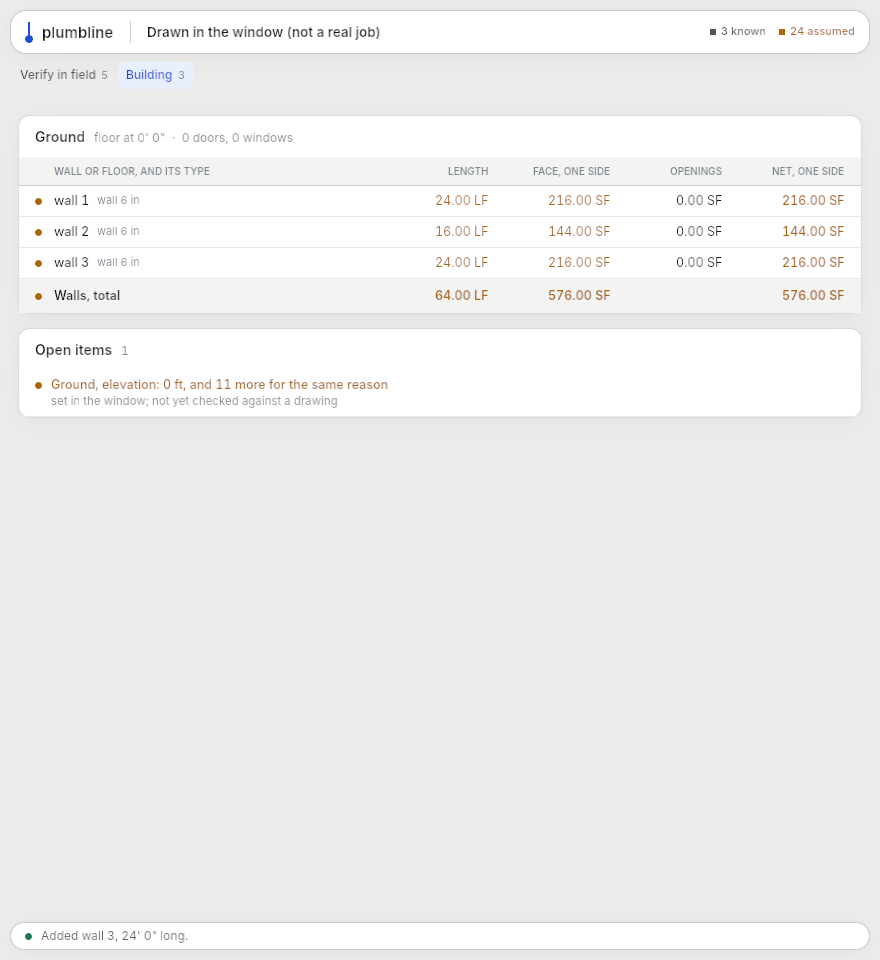 plumbline Drawn in the window (not a real job) 3 known 24 assumed
Verify in field 5 Building 3
Ground floor at 0' 0" · 0 doors, 0 windows
WALL OR FLOOR, AND ITS TYPE LENGTH FACE, ONE SIDE OPENINGS NET, ONE SIDE
wall 1 wall 6 in 24.00 LF 216.00 SF 0.00 SF 216.00 SF
wall 2 wall 6 in 16.00 LF 144.00 SF 0.00 SF 144.00 SF
wall 3 wall 6 in 24.00 LF 216.00 SF 0.00 SF 216.00 SF
Walls, total 64.00 LF 576.00 SF 576.00 SF
Open items 1
Ground, elevation: 0 ft, and 11 more for the same reason
set in the window; not yet checked against a drawing
Added wall 3, 24' 0" long.